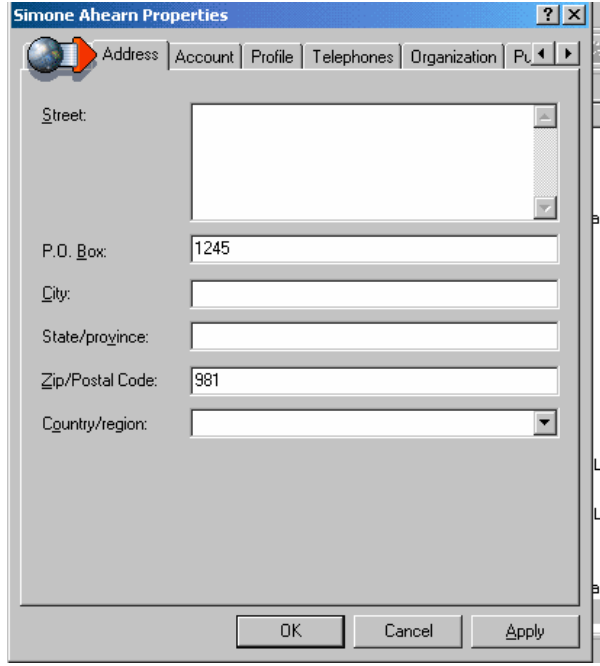 Simone Ahearn Properties
Address Account Profile Telephones Organization
Street:
P.O. Box: 1245
City:
State/province:
Zip/Postal Code: 981
Country/region:
OK Cancel Apply